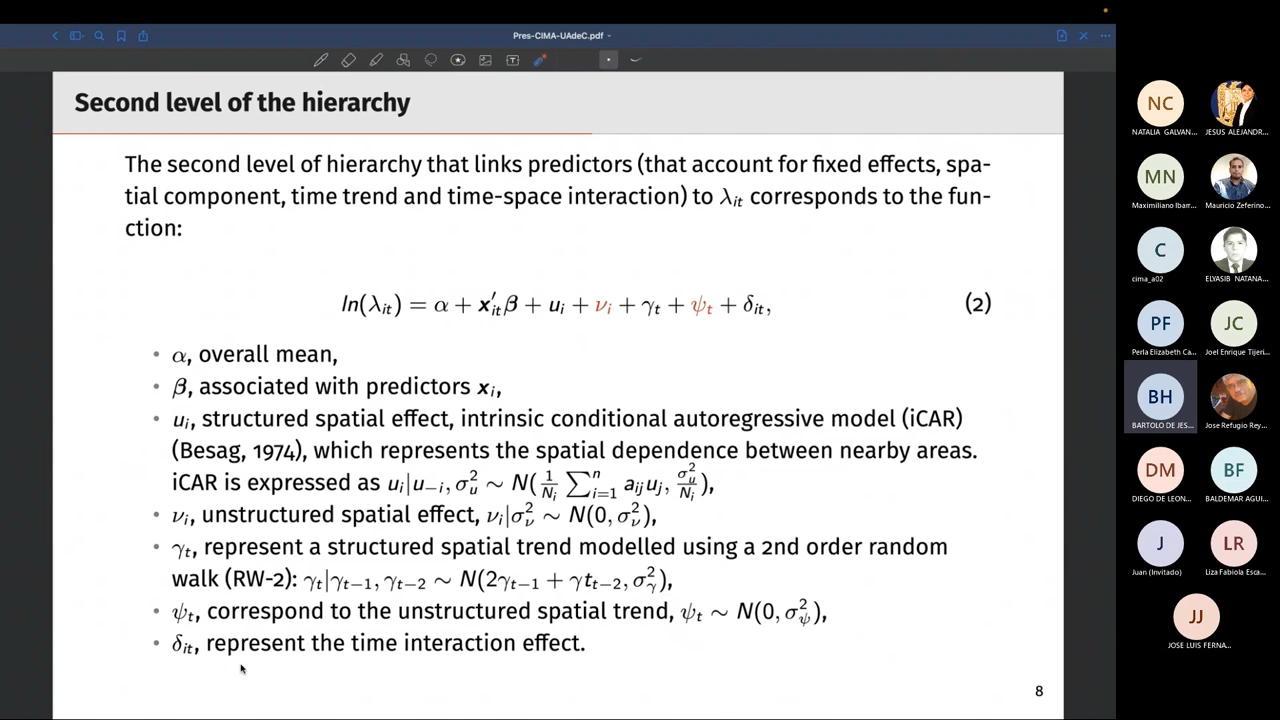 Pres-CIMA-UAdeC.pdf
Second level of the hierarchy
The second level of hierarchy that links predictors (that account for fixed effects, spa-
tial component, time trend and time-space interaction) to λit corresponds to the fun-
ction:
ln(λit) = α + x′itβ + ui + νi + γt + ψt + δit, (2)
• α, overall mean,
• β, associated with predictors xi,
• ui, structured spatial effect, intrinsic conditional autoregressive model (iCAR)
(Besag, 1974), which represents the spatial dependence between nearby areas.
iCAR is expressed as ui|u−i, σ²u ∼ N(1/Ni ∑ⁿi=1 aijuj, σ²u/Ni),
• νi, unstructured spatial effect, νi|σ²ν ∼ N(0, σ²ν),
• γt, represent a structured spatial trend modelled using a 2nd order random
walk (RW-2): γt|γt−1, γt−2 ∼ N(2γt−1 + γtt−2, σ²γ),
• ψt, correspond to the unstructured spatial trend, ψt ∼ N(0, σ²ψ),
• δit, represent the time interaction effect.
8
NC
NATALIA GALVAN...
JESUS ALEJANDR...
MN
Maximiliano Ibarr...
Mauricio Zeferino...
C
cima_a02
ELYASIB NATANA...
PF
Perla Elizabeth Ca...
JC
Joel Enrique Tijeri...
BH
BARTOLO DE JES...
Jose Refugio Rey...
DM
DIEGO DE LEON...
BF
BALDEMAR AGUI...
J
Juan (Invitado)
LR
Liza Fabiola Esca...
JJ
JOSE LUIS FERNA...